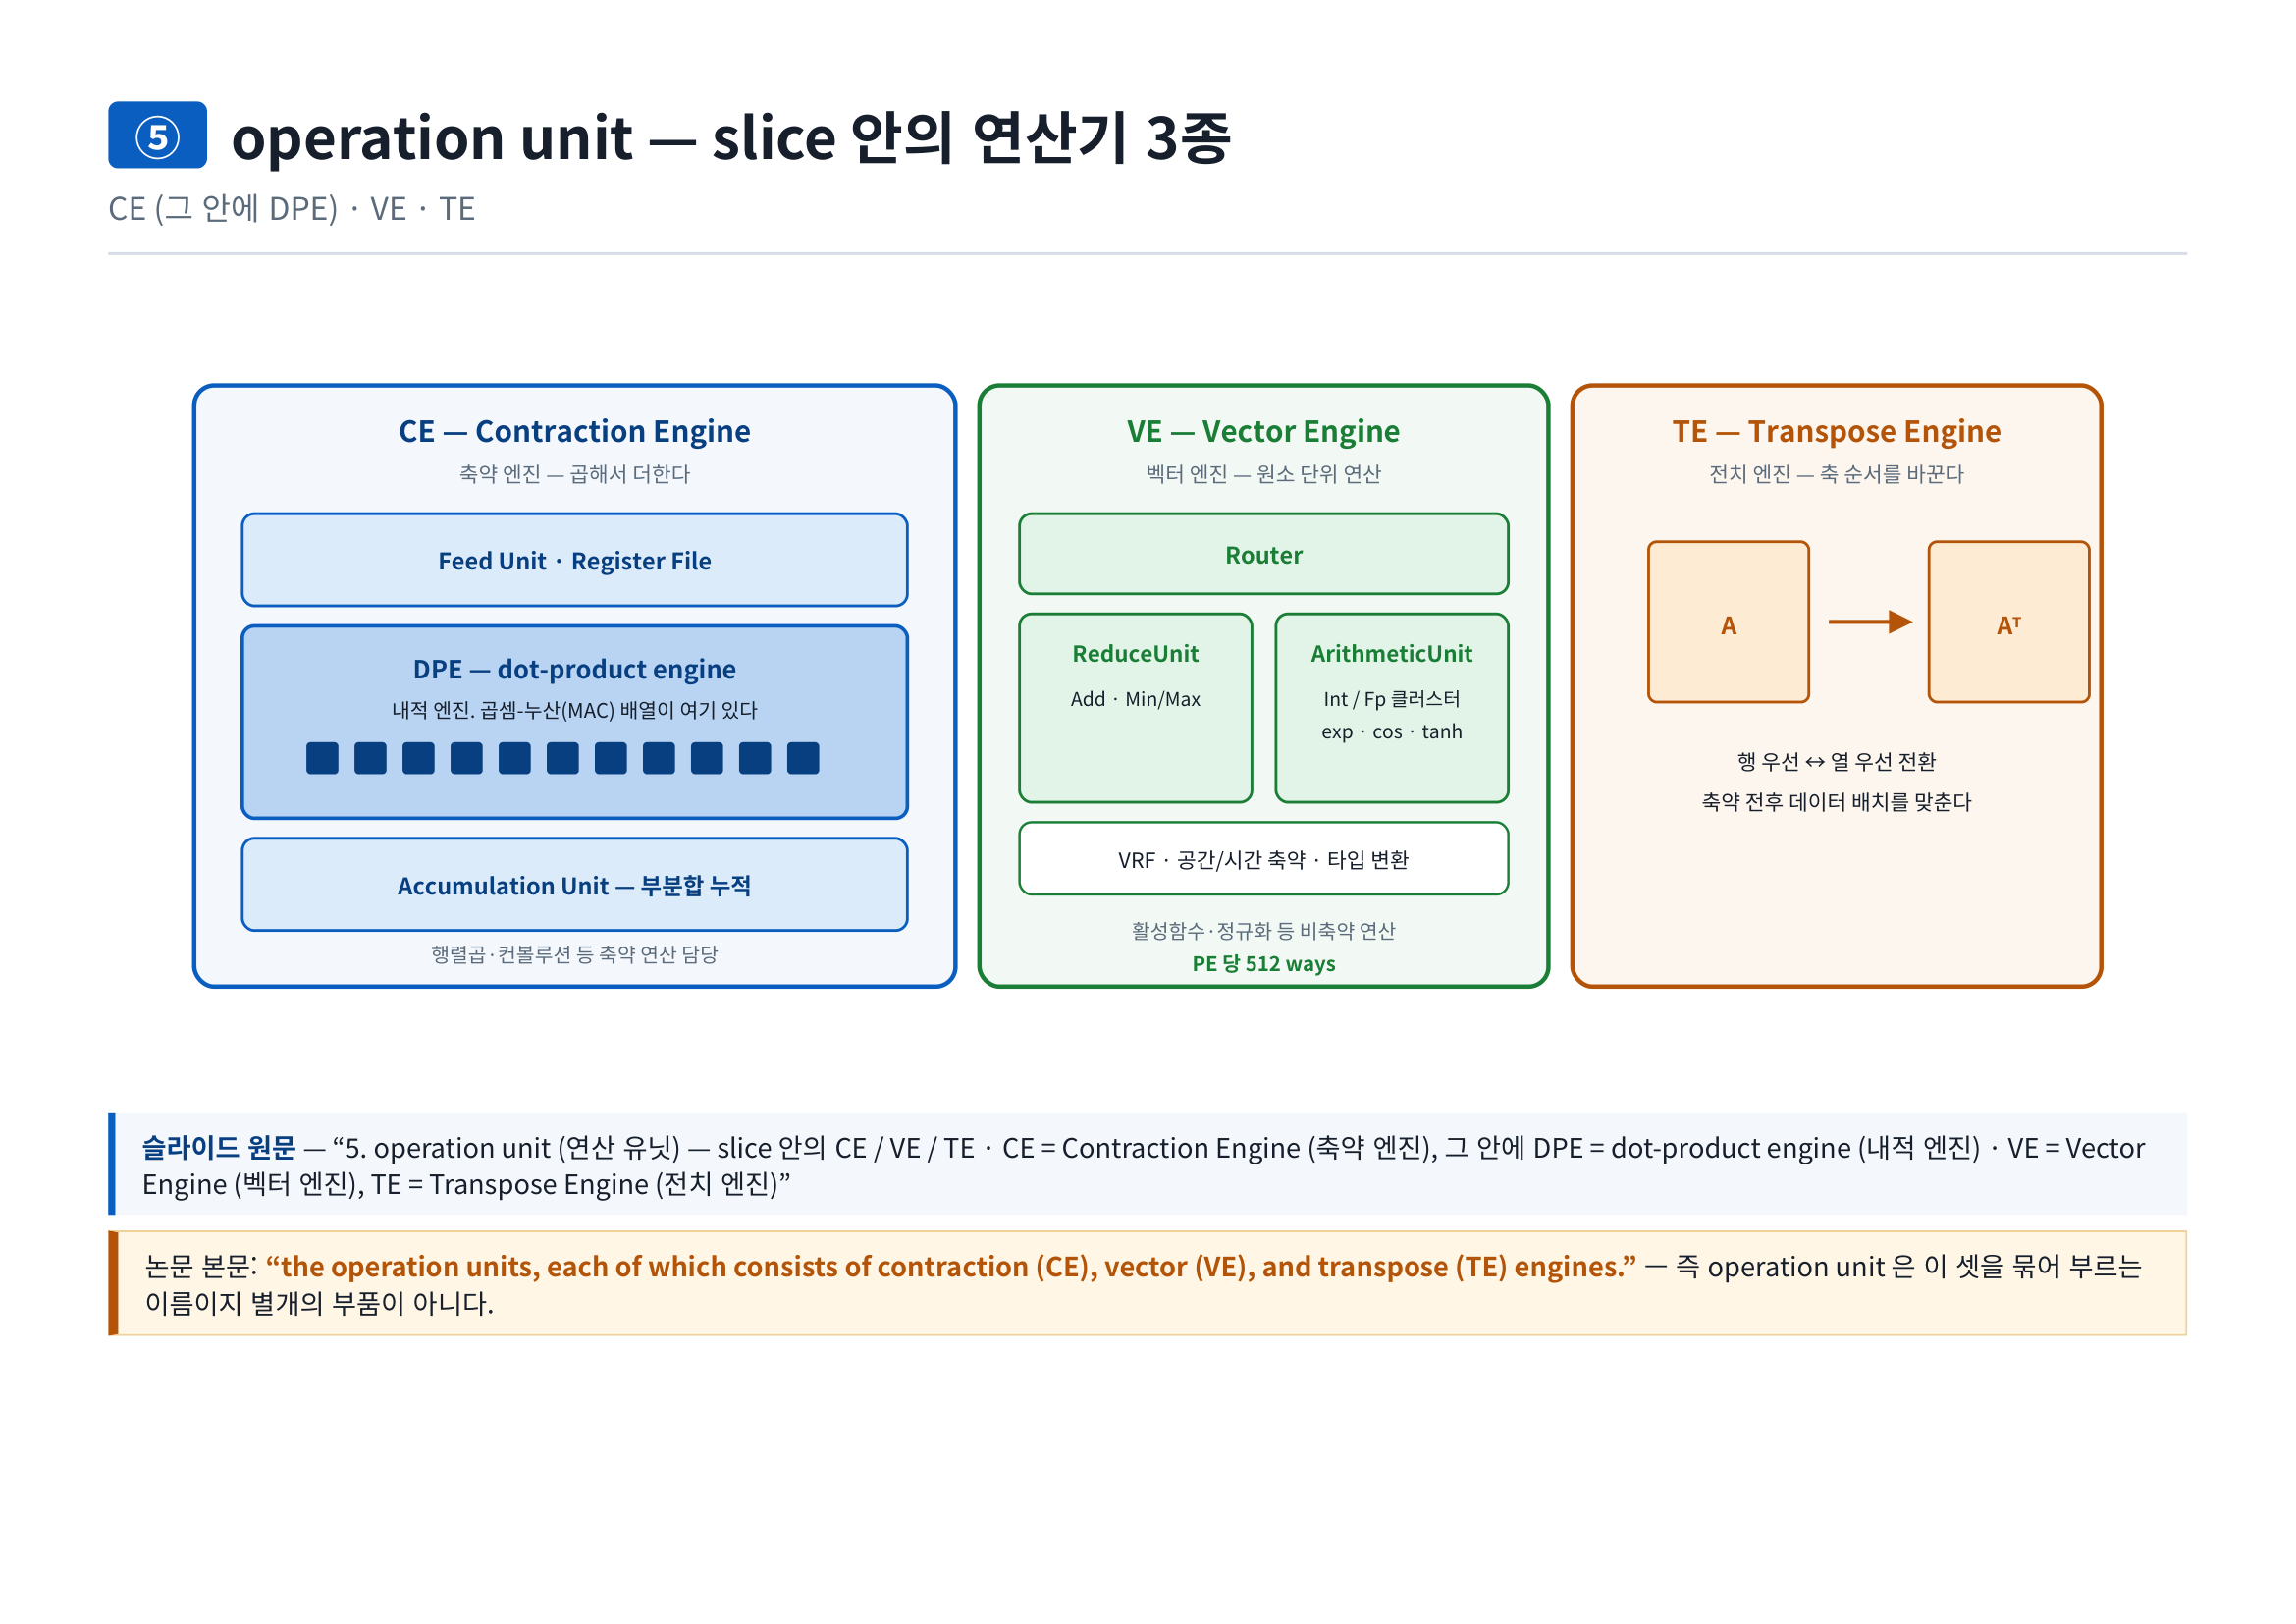 ⑤ operation unit — slice 안의 연산기 3종
CE (그 안에 DPE) · VE · TE
CE — Contraction Engine
축약 엔진 — 곱해서 더한다
Feed Unit · Register File
DPE — dot-product engine
내적 엔진. 곱셈-누산(MAC) 배열이 여기 있다
Accumulation Unit — 부분합 누적
행렬곱·컨볼루션 등 축약 연산 담당
VE — Vector Engine
벡터 엔진 — 원소 단위 연산
Router
ReduceUnit
Add · Min/Max
ArithmeticUnit
Int / Fp 클러스터
exp · cos · tanh
VRF · 공간/시간 축약 · 타입 변환
활성함수·정규화 등 비축약 연산
PE 당 512 ways
TE — Transpose Engine
전치 엔진 — 축 순서를 바꾼다
A
Aᵀ
행 우선 ↔ 열 우선 전환
축약 전후 데이터 배치를 맞춘다
슬라이드 원문 — “5. operation unit (연산 유닛) — slice 안의 CE / VE / TE · CE = Contraction Engine (축약 엔진), 그 안에 DPE = dot-product engine (내적 엔진) · VE = Vector
Engine (벡터 엔진), TE = Transpose Engine (전치 엔진)”
논문 본문: “the operation units, each of which consists of contraction (CE), vector (VE), and transpose (TE) engines.” — 즉 operation unit 은 이 셋을 묶어 부르는
이름이지 별개의 부품이 아니다.